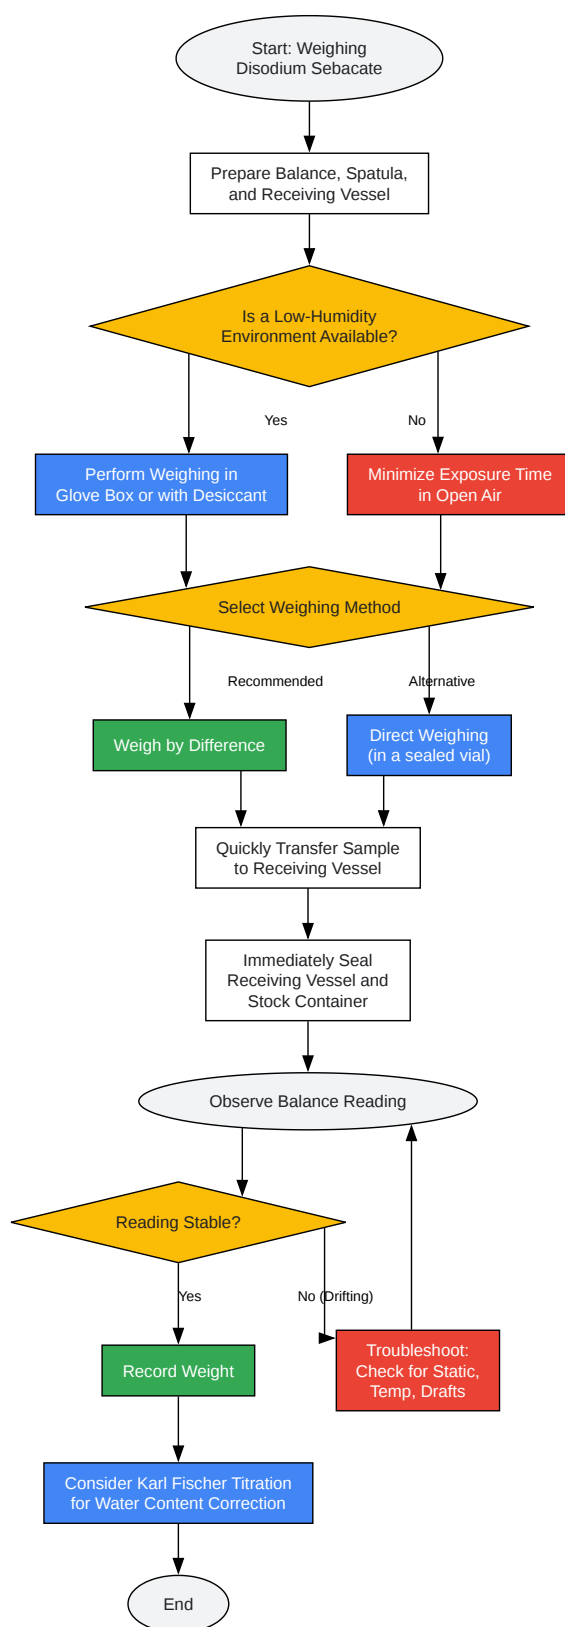 Start: Weighing
Disodium Sebacate
Prepare Balance, Spatula,
and Receiving Vessel
Is a Low-Humidity
Environment Available?
Yes
No
Perform Weighing in
Glove Box or with Desiccant
Minimize Exposure Time
in Open Air
Select Weighing Method
Recommended
Alternative
Weigh by Difference
Direct Weighing
(in a sealed vial)
Quickly Transfer Sample
to Receiving Vessel
Immediately Seal
Receiving Vessel and
Stock Container
Observe Balance Reading
Reading Stable?
Yes
No (Drifting)
Record Weight
Troubleshoot:
Check for Static,
Temp, Drafts
Consider Karl Fischer Titration
for Water Content Correction
End